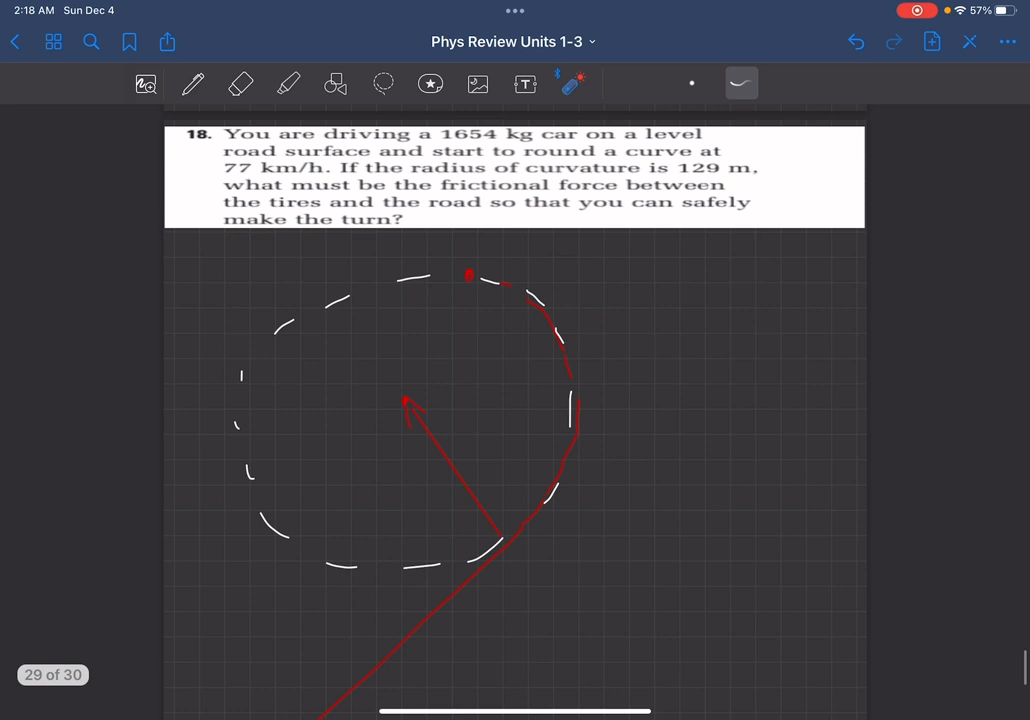 2:18 AM Sun Dec 4
57%
Phys Review Units 1-3
T
18. You are driving a 1654 kg car on a level
road surface and start to round a curve at
77 km/h. If the radius of curvature is 129 m,
what must be the frictional force between
the tires and the road so that you can safely
make the turn?
29 of 30